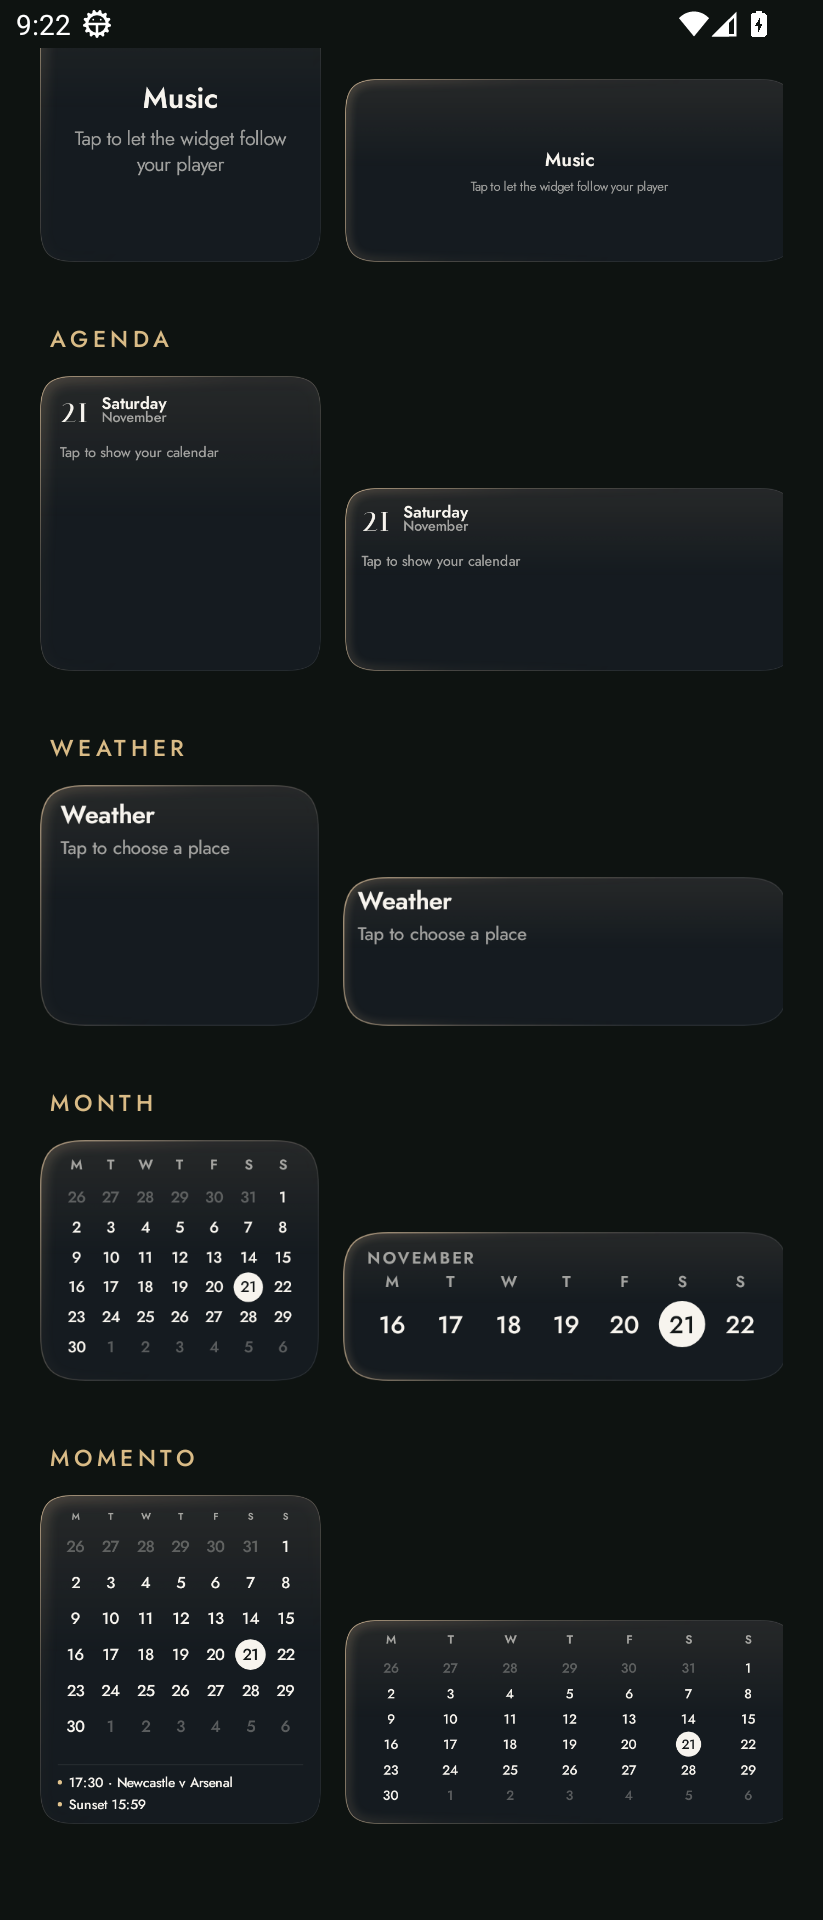 9:22
Music
Tap to let the widget follow
your player
Music
Tap to let the widget follow your player
AGENDA
21 Saturday
November
Tap to show your calendar
21 Saturday
November
Tap to show your calendar
WEATHER
Weather
Tap to choose a place
Weather
Tap to choose a place
MONTH
M T W T F S S
26 27 28 29 30 31 1
2 3 4 5 6 7 8
9 10 11 12 13 14 15
16 17 18 19 20 21 22
23 24 25 26 27 28 29
30 1 2 3 4 5 6
NOVEMBER
M T W T F S S
16 17 18 19 20 21 22
MOMENTO
M T W T F S S
26 27 28 29 30 31 1
2 3 4 5 6 7 8
9 10 11 12 13 14 15
16 17 18 19 20 21 22
23 24 25 26 27 28 29
30 1 2 3 4 5 6
• 17:30 · Newcastle v Arsenal
• Sunset 15:59
M T W T F S S
26 27 28 29 30 31 1
2 3 4 5 6 7 8
9 10 11 12 13 14 15
16 17 18 19 20 21 22
23 24 25 26 27 28 29
30 1 2 3 4 5 6